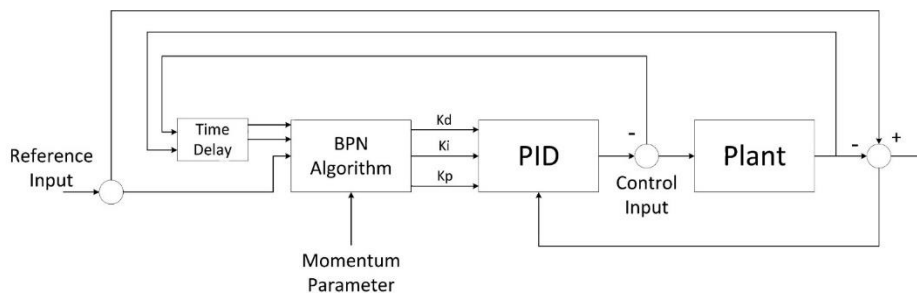 Reference
Input
Time
Delay
BPN
Algorithm
Momentum
Parameter
Kd
Ki
Kp
PID
-
Control
Input
Plant
-
+